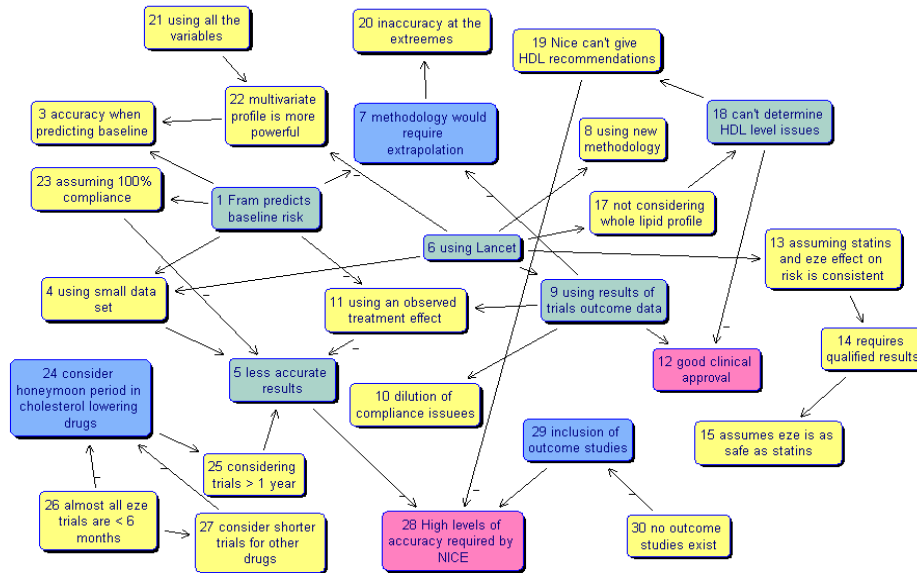 21 using all the
variables
20 inaccuracy at the
extreemes
19 Nice can't give
HDL recommendations
3 accuracy when
predicting baseline
22 multivariate
profile is more
powerful
7 methodology would
require
extrapolation
8 using new
methodology
18 can't determine
HDL level issues
23 assuming 100%
compliance
1 Fram predicts
baseline risk
17 not considering
whole lipid profile
6 using Lancet
13 assuming statins
and eze effect on
risk is consistent
4 using small data
set
11 using an observed
treatment effect
9 using results of
trials outcome data
14 requires
qualified results
24 consider
honeymoon period in
cholesterol lowering
drugs
5 less accurate
results
12 good clinical
approval
10 dilution of
compliance issuees
15 assumes eze is as
safe as statins
25 considering
trials > 1 year
29 inclusion of
outcome studies
26 almost all eze
trials are < 6
months
27 consider shorter
trials for other
drugs
28 High levels of
accuracy required by
NICE
30 no outcome
studies exist